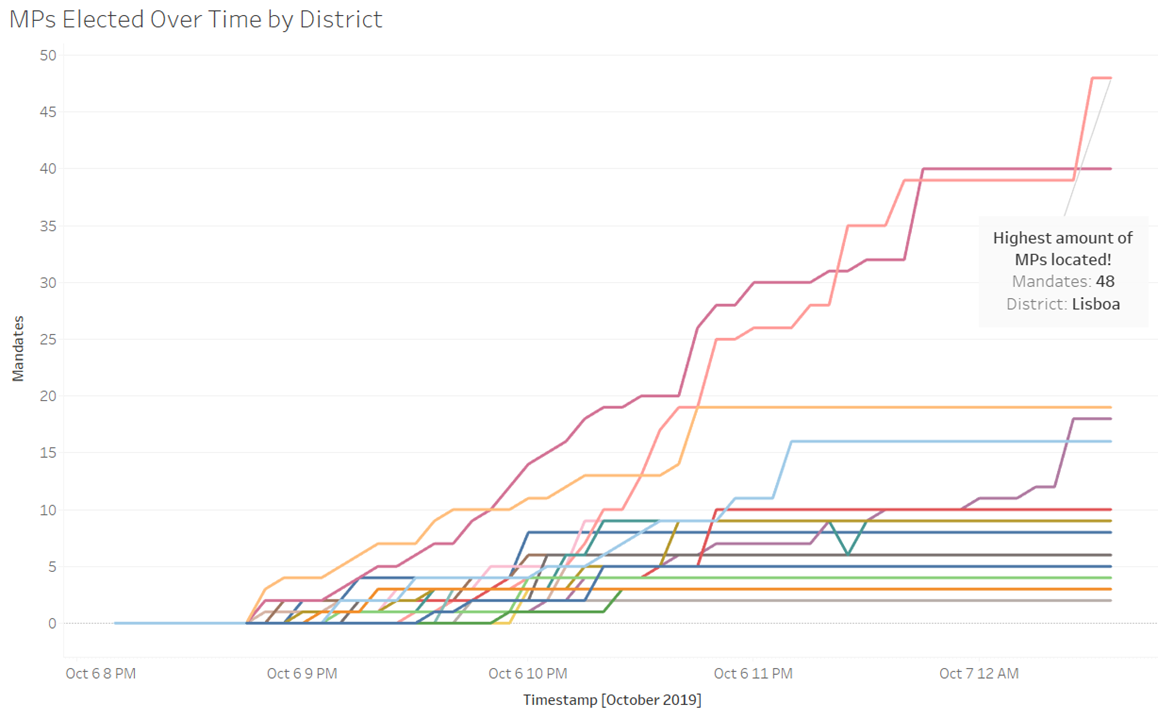 MPs Elected Over Time by District
50
45
40
35
30
25
20
15
10
5
0
Mandates
Highest amount of
MPs located!
Mandates: 48
District: Lisboa
Oct 6 8 PM
Oct 6 9 PM
Oct 6 10 PM
Oct 6 11 PM
Oct 7 12 AM
Timestamp [October 2019]